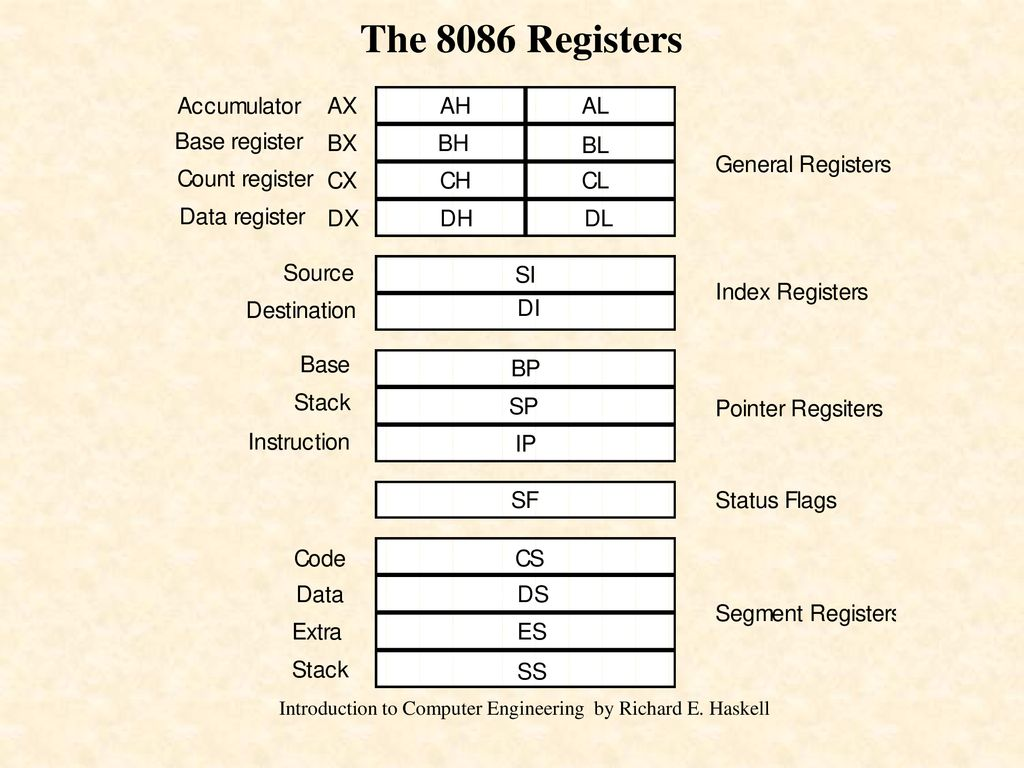 The 8086 Registers
Accumulator AX AH AL
Base register BX BH BL
General Registers
Count register CX CH CL
Data register DX DH DL
Source SI
Index Registers
Destination DI
Base BP
Stack SP Pointer Regsiters
Instruction IP
SF Status Flags
Code CS
Data DS
Segment Registers
Extra ES
Stack SS
Introduction to Computer Engineering by Richard E. Haskell